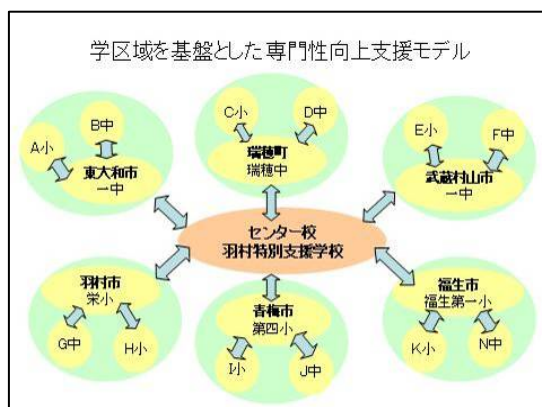 学区域を基盤とした専門性向上支援モデル
A小
B中
東大和市
一中
C小
D中
瑞穂町
瑞穂中
E小
F中
武蔵村山市
一中
センター校
羽村特別支援学校
羽村市
栄小
G中
H小
青梅市
第四小
I小
J中
福生市
福生第一小
K小
N中